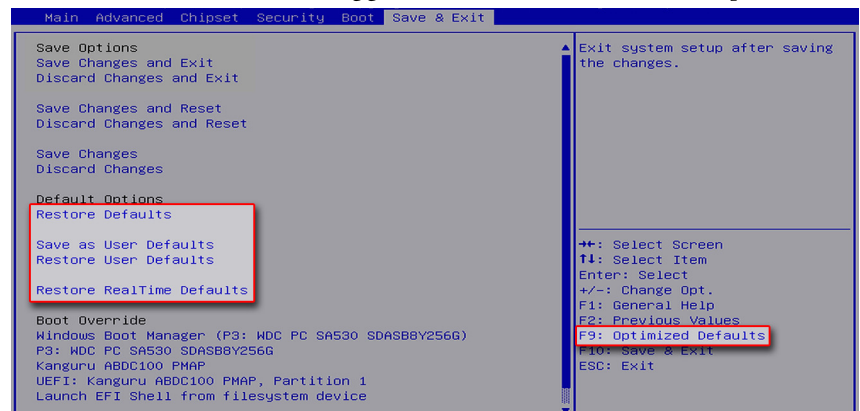 Main Advanced Chipset Security Boot Save & Exit
Save Options
Save Changes and Exit
Discard Changes and Exit
Save Changes and Reset
Discard Changes and Reset
Save Changes
Discard Changes
Default Options
Restore Defaults
Save as User Defaults
Restore User Defaults
Restore RealTime Defaults
Boot Override
Windows Boot Manager (P3: WDC PC SA530 SDASB8Y256G)
P3: WDC PC SA530 SDASB8Y256G
Kanguru ABDC100 PMAP
UEFI: Kanguru ABDC100 PMAP, Partition 1
Launch EFI Shell from filesystem device
Exit system setup after saving
the changes.
→←: Select Screen
↑↓: Select Item
Enter: Select
+/-: Change Opt.
F1: General Help
F2: Previous Values
F9: Optimized Defaults
F10: Save & Exit
ESC: Exit